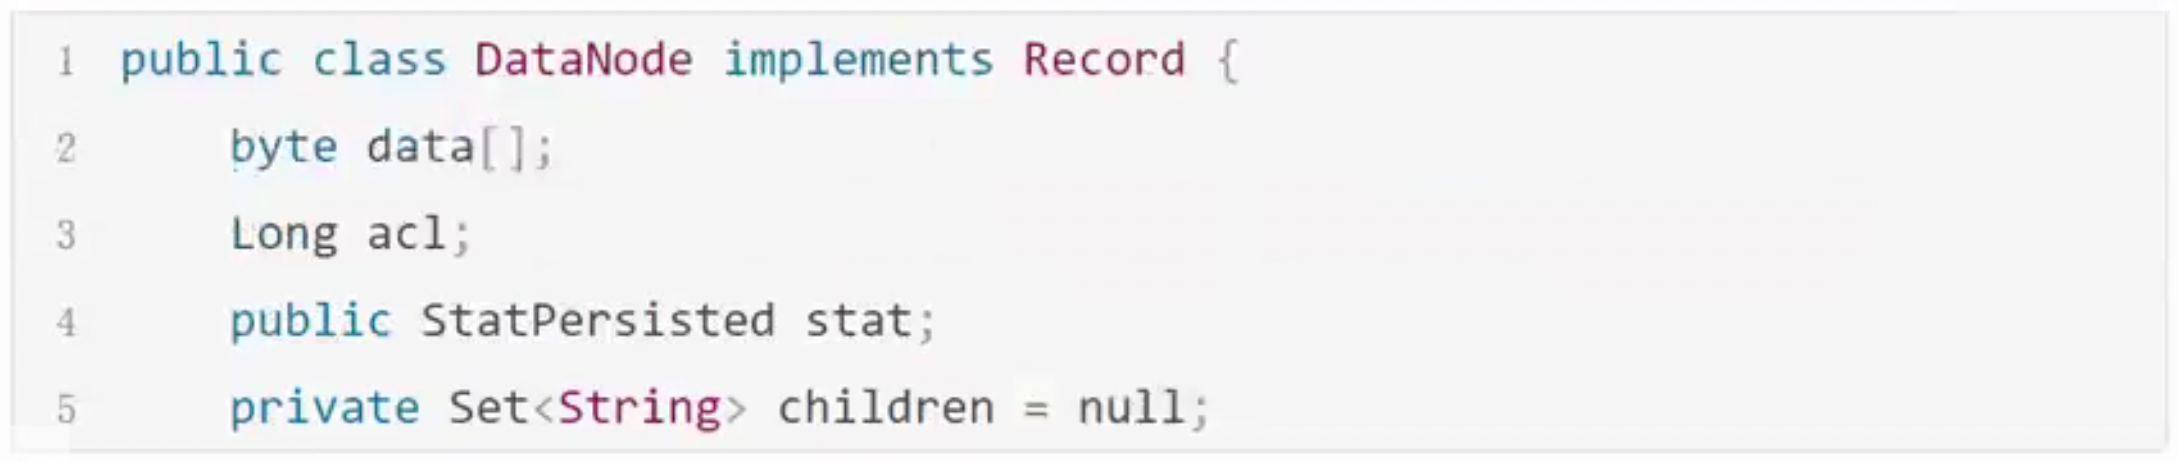 1 public class DataNode implements Record {
2 byte data[];
3 Long acl;
4 public StatPersisted stat;
5 private Set<String> children = null;